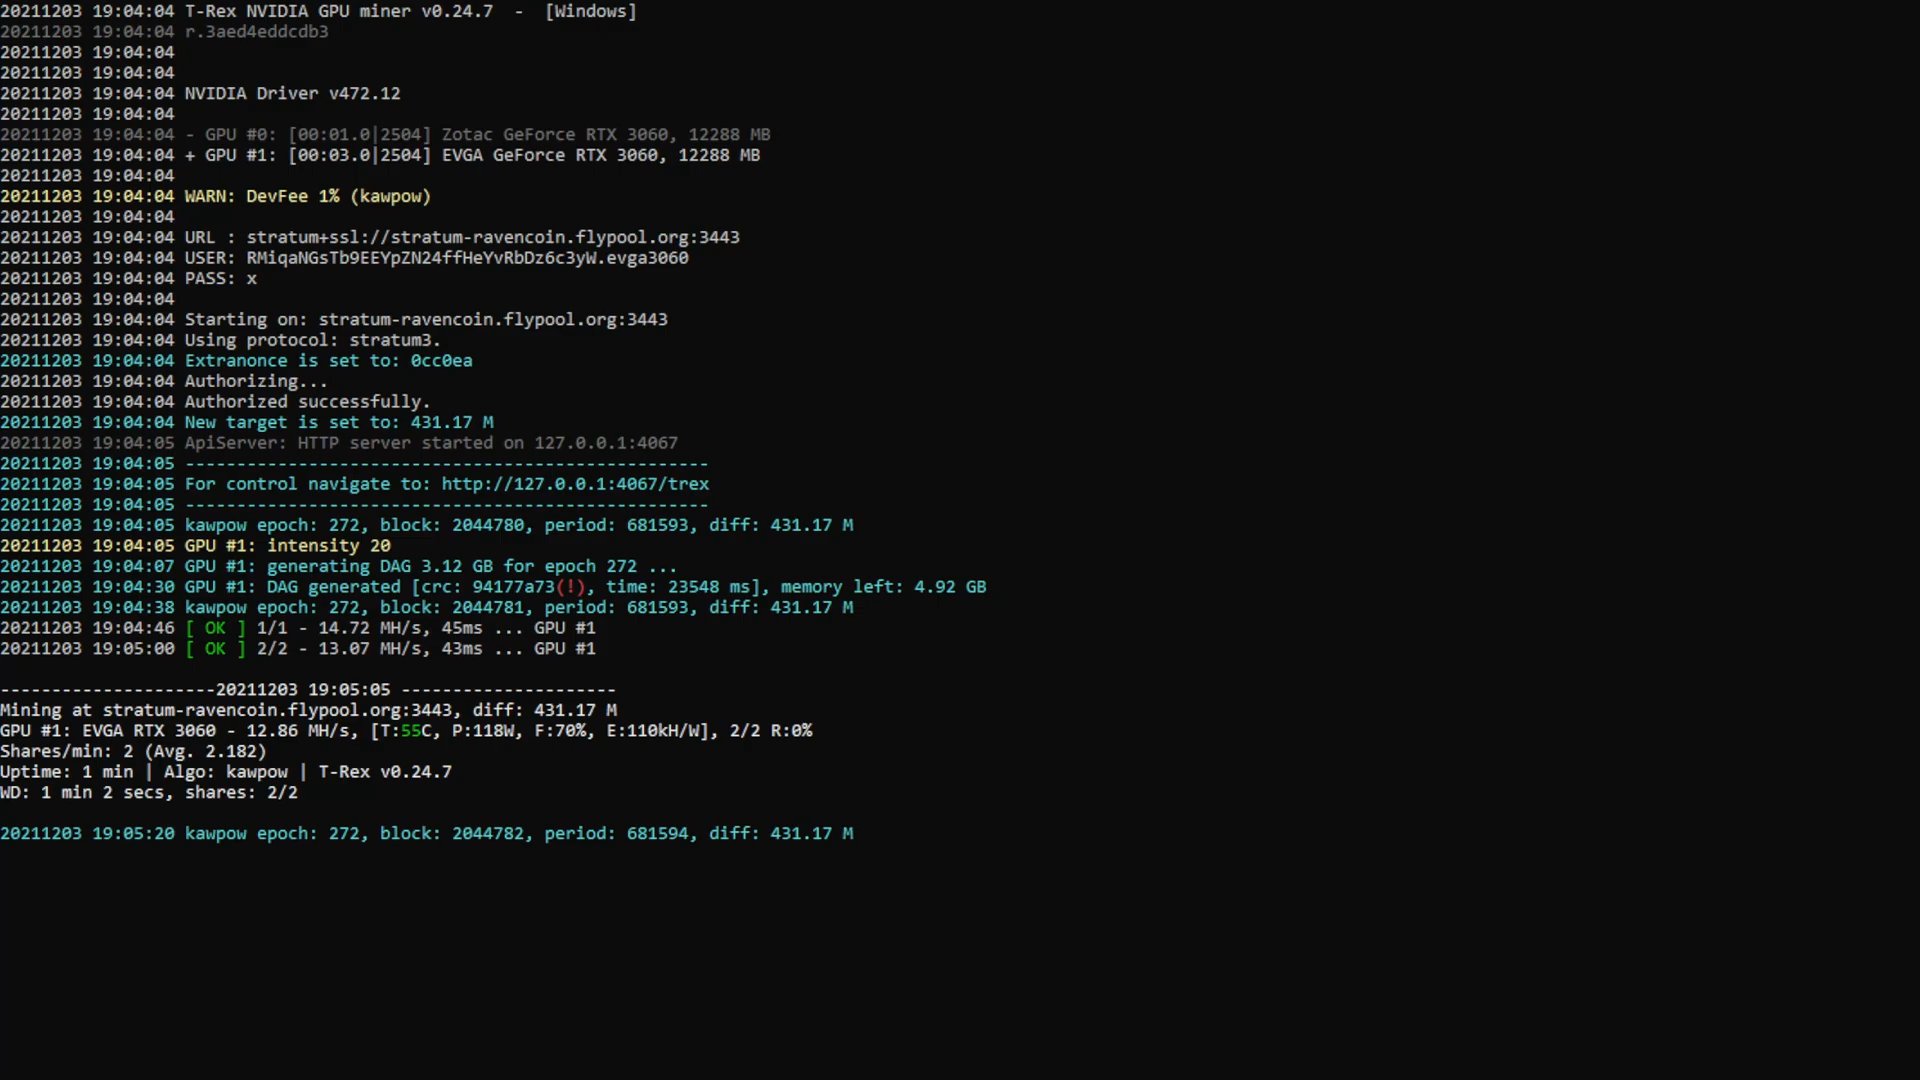 20211203 19:04:04 T-Rex NVIDIA GPU miner v0.24.7  -  [Windows]
20211203 19:04:04 r.3aed4eddcdb3
20211203 19:04:04
20211203 19:04:04
20211203 19:04:04 NVIDIA Driver v472.12
20211203 19:04:04
20211203 19:04:04 - GPU #0: [00:01.0|2504] Zotac GeForce RTX 3060, 12288 MB
20211203 19:04:04 + GPU #1: [00:03.0|2504] EVGA GeForce RTX 3060, 12288 MB
20211203 19:04:04
20211203 19:04:04 WARN: DevFee 1% (kawpow)
20211203 19:04:04
20211203 19:04:04 URL : stratum+ssl://stratum-ravencoin.flypool.org:3443
20211203 19:04:04 USER: RMiqaNGsTb9EEYpZN24ffHeYvRbDz6c3yW.evga3060
20211203 19:04:04 PASS: x
20211203 19:04:04
20211203 19:04:04 Starting on: stratum-ravencoin.flypool.org:3443
20211203 19:04:04 Using protocol: stratum3.
20211203 19:04:04 Extranonce is set to: 0cc0ea
20211203 19:04:04 Authorizing...
20211203 19:04:04 Authorized successfully.
20211203 19:04:04 New target is set to: 431.17 M
20211203 19:04:05 ApiServer: HTTP server started on 127.0.0.1:4067
20211203 19:04:05 ---------------------------------------------------
20211203 19:04:05 For control navigate to: http://127.0.0.1:4067/trex
20211203 19:04:05 ---------------------------------------------------
20211203 19:04:05 kawpow epoch: 272, block: 2044780, period: 681593, diff: 431.17 M
20211203 19:04:05 GPU #1: intensity 20
20211203 19:04:07 GPU #1: generating DAG 3.12 GB for epoch 272 ...
20211203 19:04:30 GPU #1: DAG generated [crc: 94177a73(!), time: 23548 ms], memory left: 4.92 GB
20211203 19:04:38 kawpow epoch: 272, block: 2044781, period: 681593, diff: 431.17 M
20211203 19:04:46 [ OK ] 1/1 - 14.72 MH/s, 45ms ... GPU #1
20211203 19:05:00 [ OK ] 2/2 - 13.07 MH/s, 43ms ... GPU #1
---------------------20211203 19:05:05 ---------------------
Mining at stratum-ravencoin.flypool.org:3443, diff: 431.17 M
GPU #1: EVGA RTX 3060 - 12.86 MH/s, [T:55C, P:118W, F:70%, E:110kH/W], 2/2 R:0%
Shares/min: 2 (Avg. 2.182)
Uptime: 1 min | Algo: kawpow | T-Rex v0.24.7
WD: 1 min 2 secs, shares: 2/2
20211203 19:05:20 kawpow epoch: 272, block: 2044782, period: 681594, diff: 431.17 M